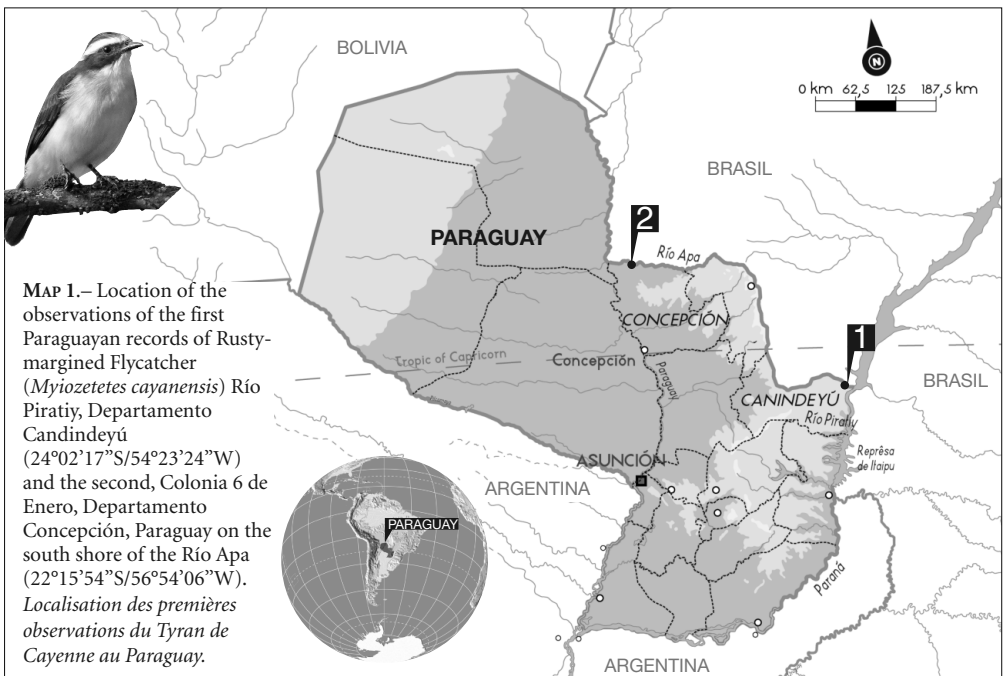 BOLIVIA
N
0 km 62,5 125 187,5 km
BRASIL
2
PARAGUAY
Río Apa
MAP 1.– Location of the
observations of the first
Paraguayan records of Rusty-
margined Flycatcher
(Myiozetetes cayanensis) Río
Piratiy, Departamento
Candindeyú
(24°02’17”S/54°23’24”W)
and the second, Colonia 6 de
Enero, Departamento
Concepción, Paraguay on the
south shore of the Río Apa
(22°15’54”S/56°54’06”W).
Localisation des premières
observations du Tyran de
Cayenne au Paraguay.
CONCEPCIÓN
1
Tropic of Capricorn
Concepción
Paraguay
BRASIL
CANINDEYÚ
Río Piratiy
Represa
de Itaipu
ASUNCIÓN
ARGENTINA
PARAGUAY
Paraná
ARGENTINA